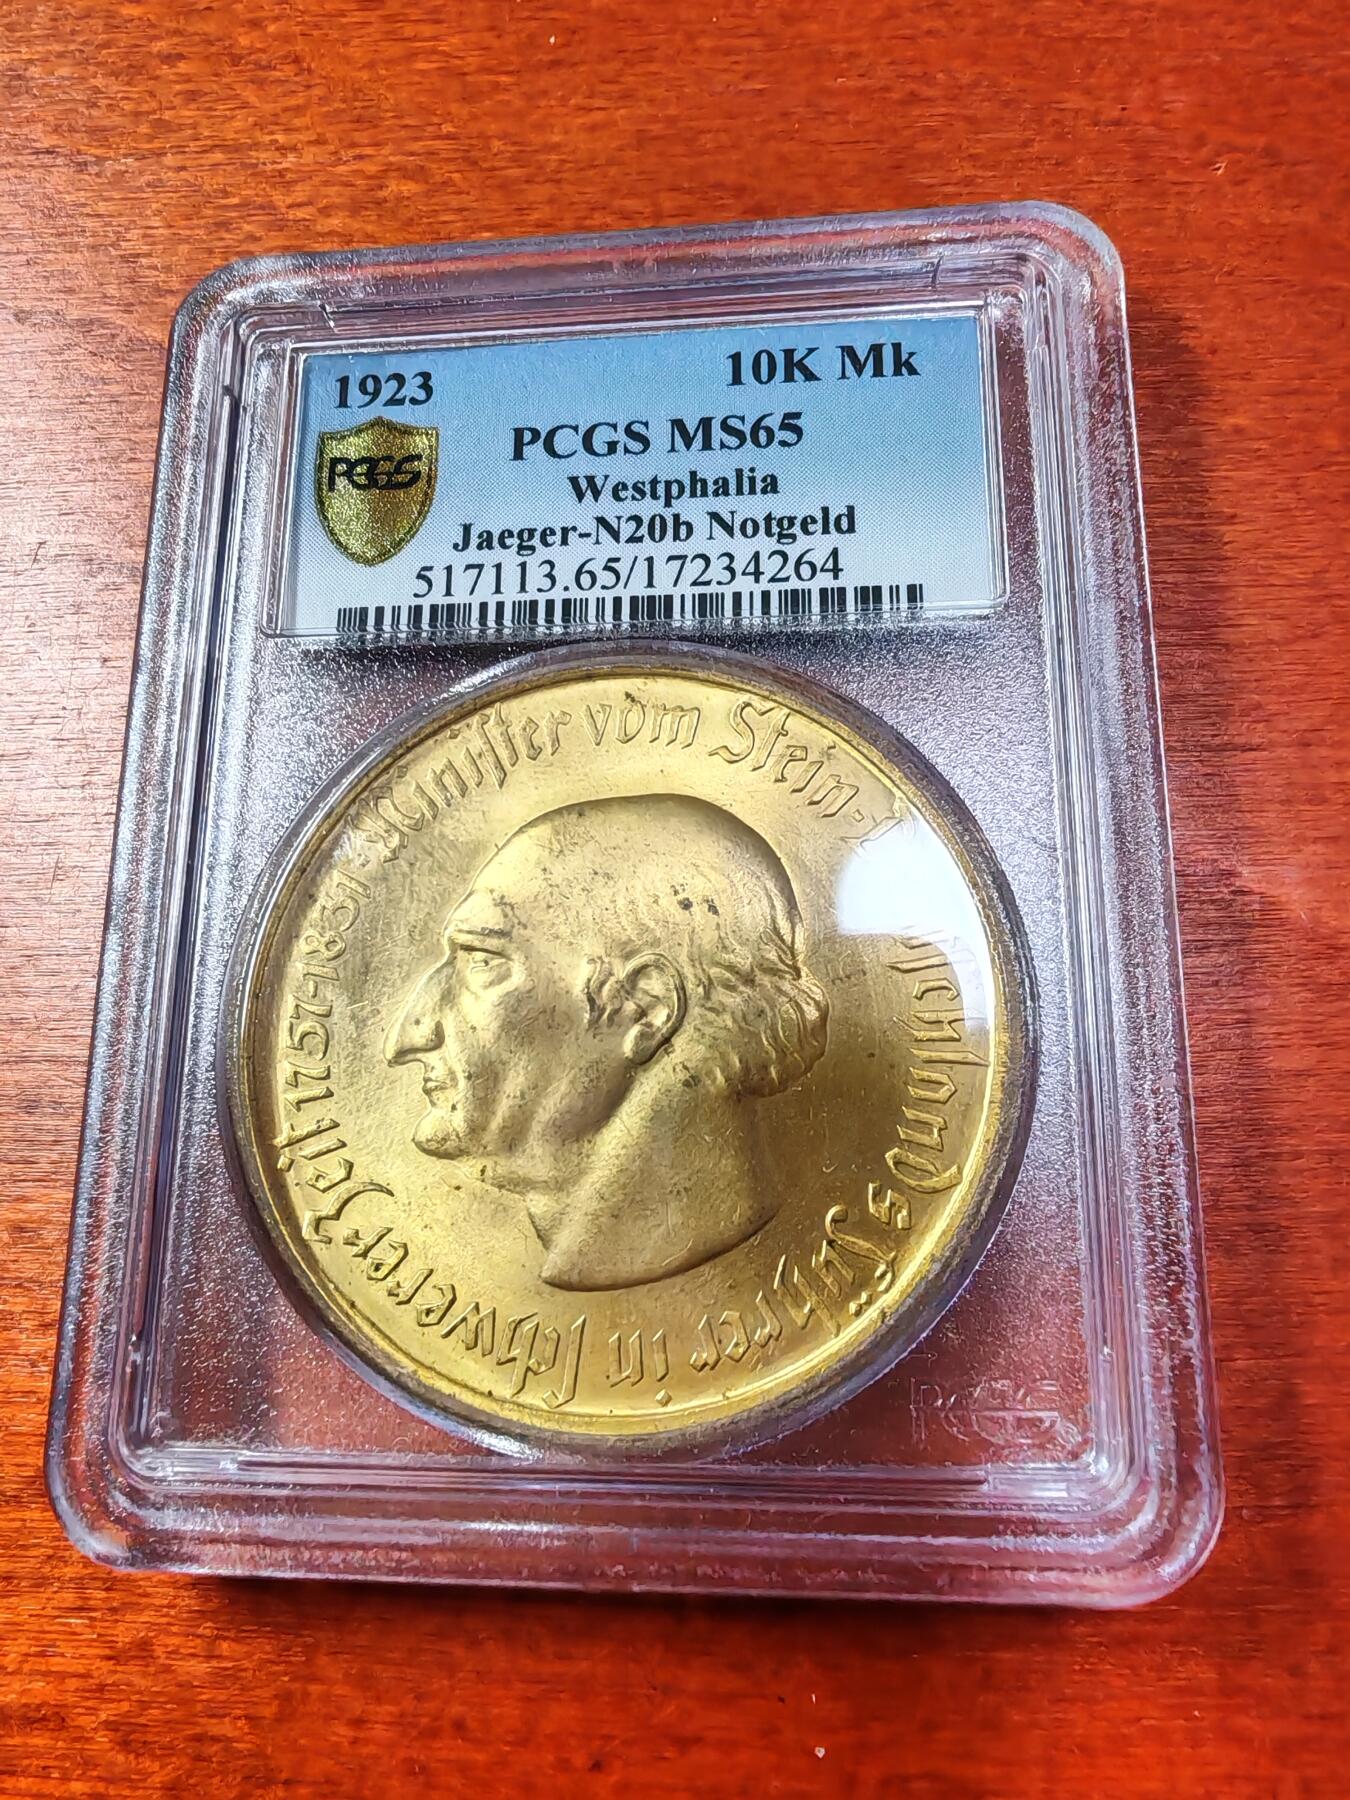 1923
10K Mk
PCGS
PCGS MS65
Westphalia
Jaeger-N20b Notgeld
517113.65/17234264
Minister vom Stein·
s Führer in schwerer Zeit 1757-1831·
PCGS